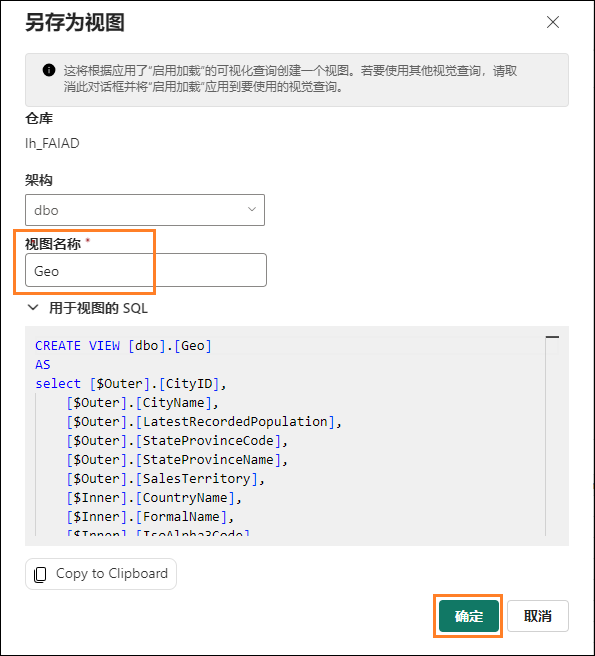 另存为视图
这将根据应用了“启用加载”的可视化查询创建一个视图。若要使用其他视觉查询，请取
消此对话框并将“启用加载”应用到要使用的视觉查询。
仓库
lh_FAIAD
架构
dbo
视图名称 *
Geo
用于视图的 SQL
CREATE VIEW [dbo].[Geo]
AS
select [$Outer].[CityID],
[$Outer].[CityName],
[$Outer].[LatestRecordedPopulation],
[$Outer].[StateProvinceCode],
[$Outer].[StateProvinceName],
[$Outer].[SalesTerritory],
[$Inner].[CountryName],
[$Inner].[FormalName],
[$Inner].[IsoAlpha3Code]
Copy to Clipboard
确定
取消